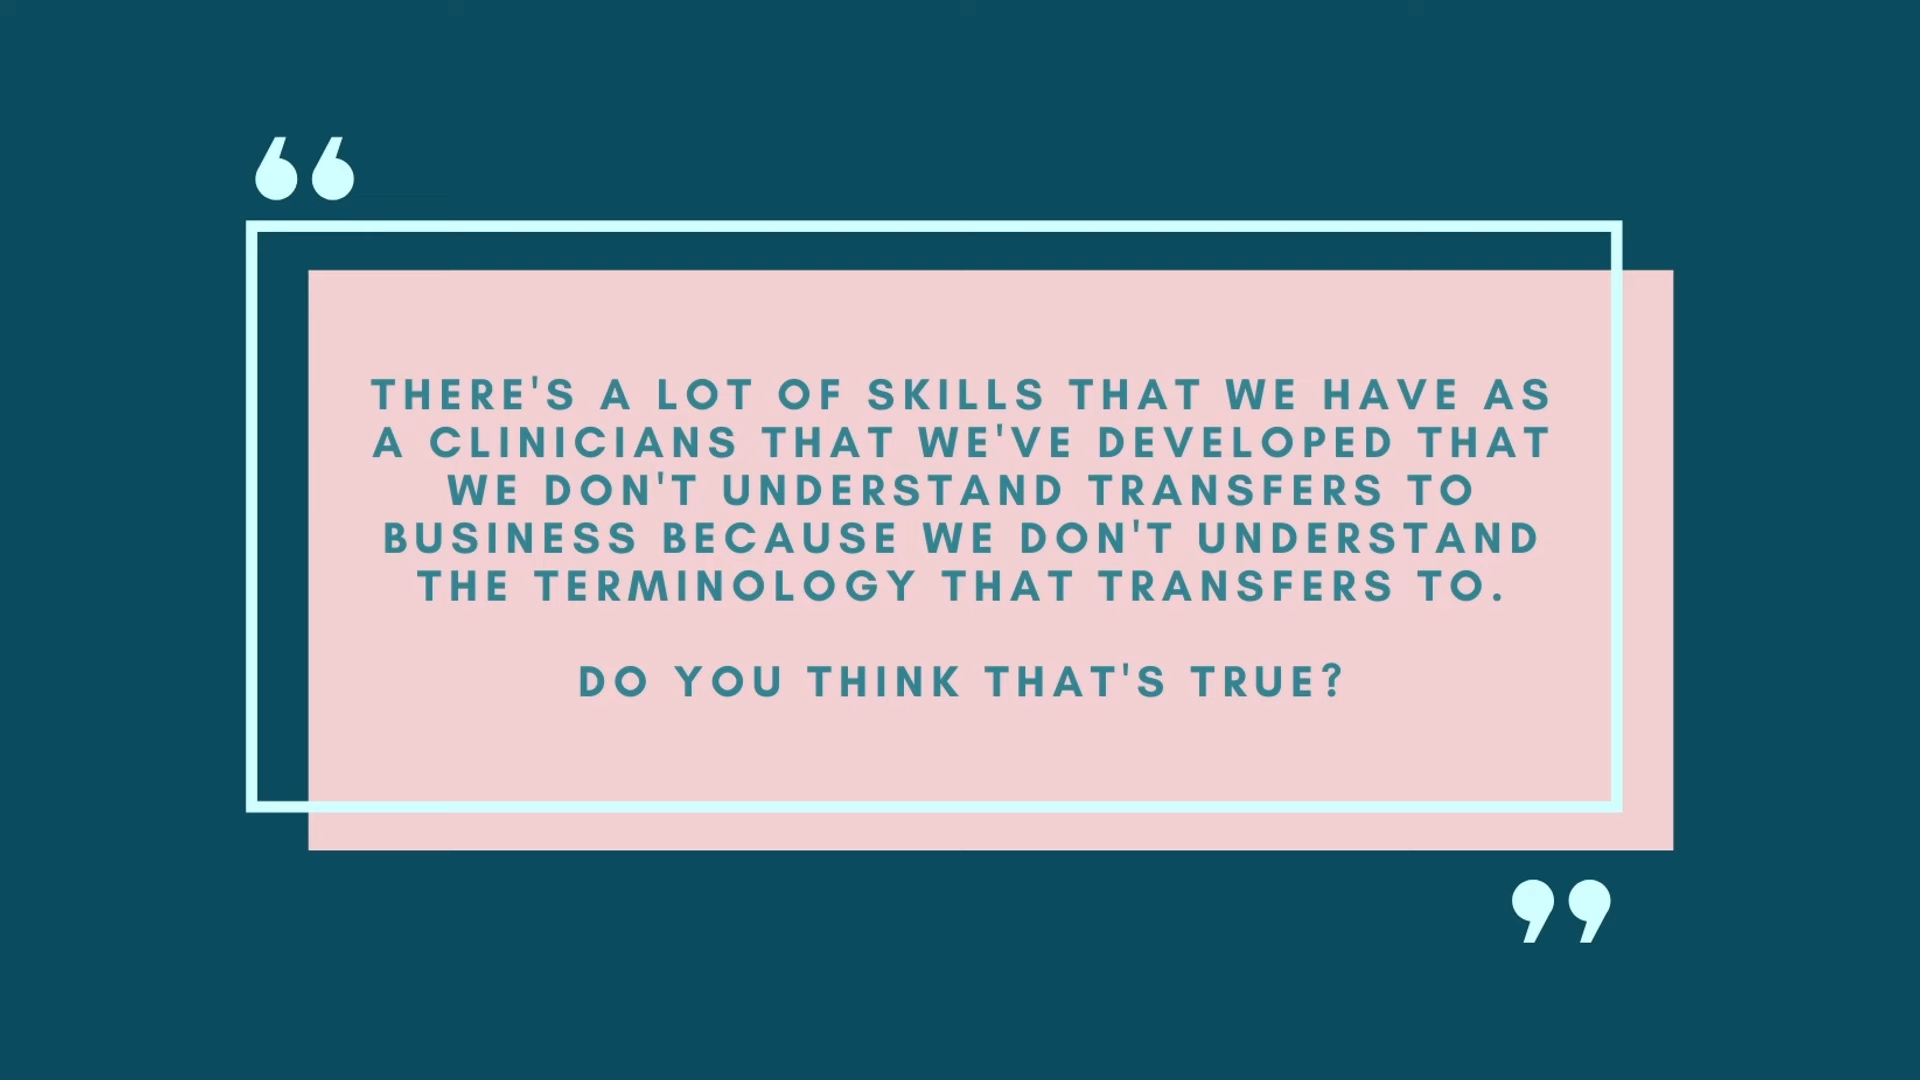 “
THERE'S A LOT OF SKILLS THAT WE HAVE AS
A CLINICIANS THAT WE'VE DEVELOPED THAT
WE DON'T UNDERSTAND TRANSFERS TO
BUSINESS BECAUSE WE DON'T UNDERSTAND
THE TERMINOLOGY THAT TRANSFERS TO.
DO YOU THINK THAT'S TRUE?
”